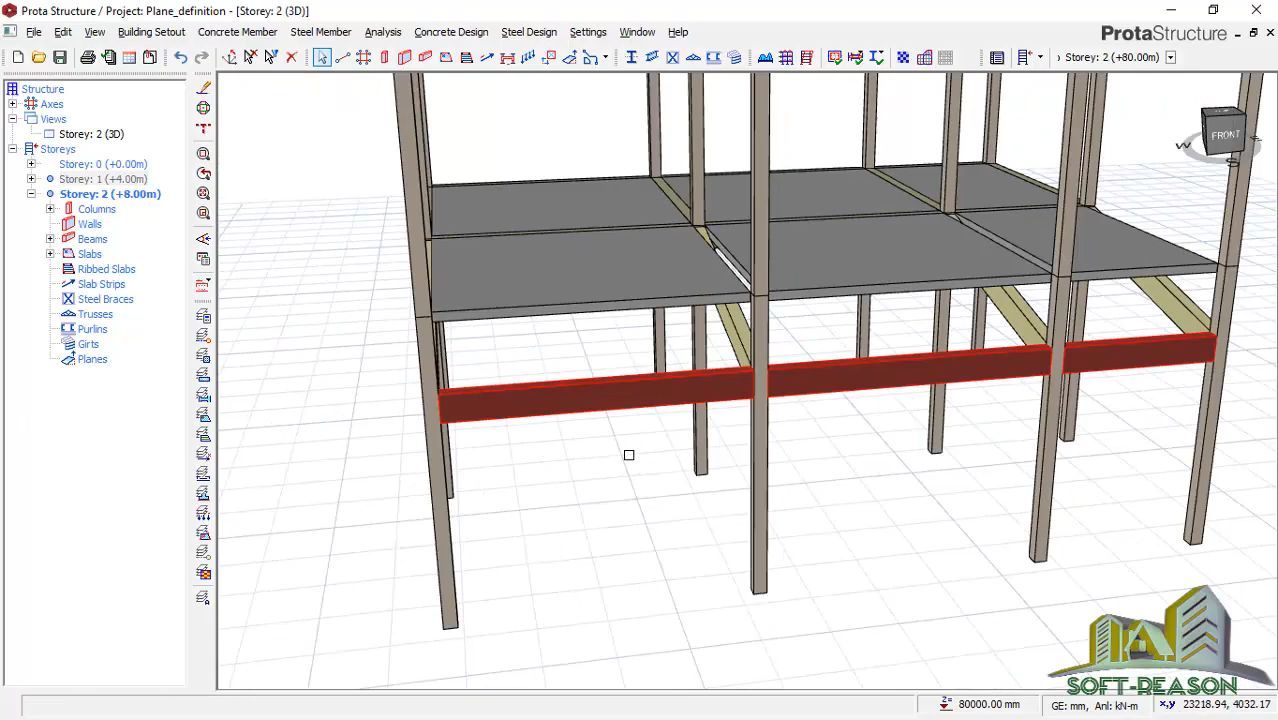 Prota Structure / Project: Plane_definition - [Storey: 2 (3D)]
File Edit View Building Setout Concrete Member Steel Member Analysis Concrete Design Steel Design Settings Window Help
ProtaStructure
Storey: 2 (+80.00m)
Structure
Axes
Views
Storey: 2 (3D)
Storeys
Storey: 0 (+0.00m)
Storey: 1 (+4.00m)
Storey: 2 (+8.00m)
Columns
Walls
Beams
Slabs
Ribbed Slabs
Slab Strips
Steel Braces
Trusses
Purlins
Girts
Planes
W
FRONT
SOFT-REASON
Z= 80000.00 mm
GE: mm, Anl: kN-m
x,y 23218.94, 4032.17